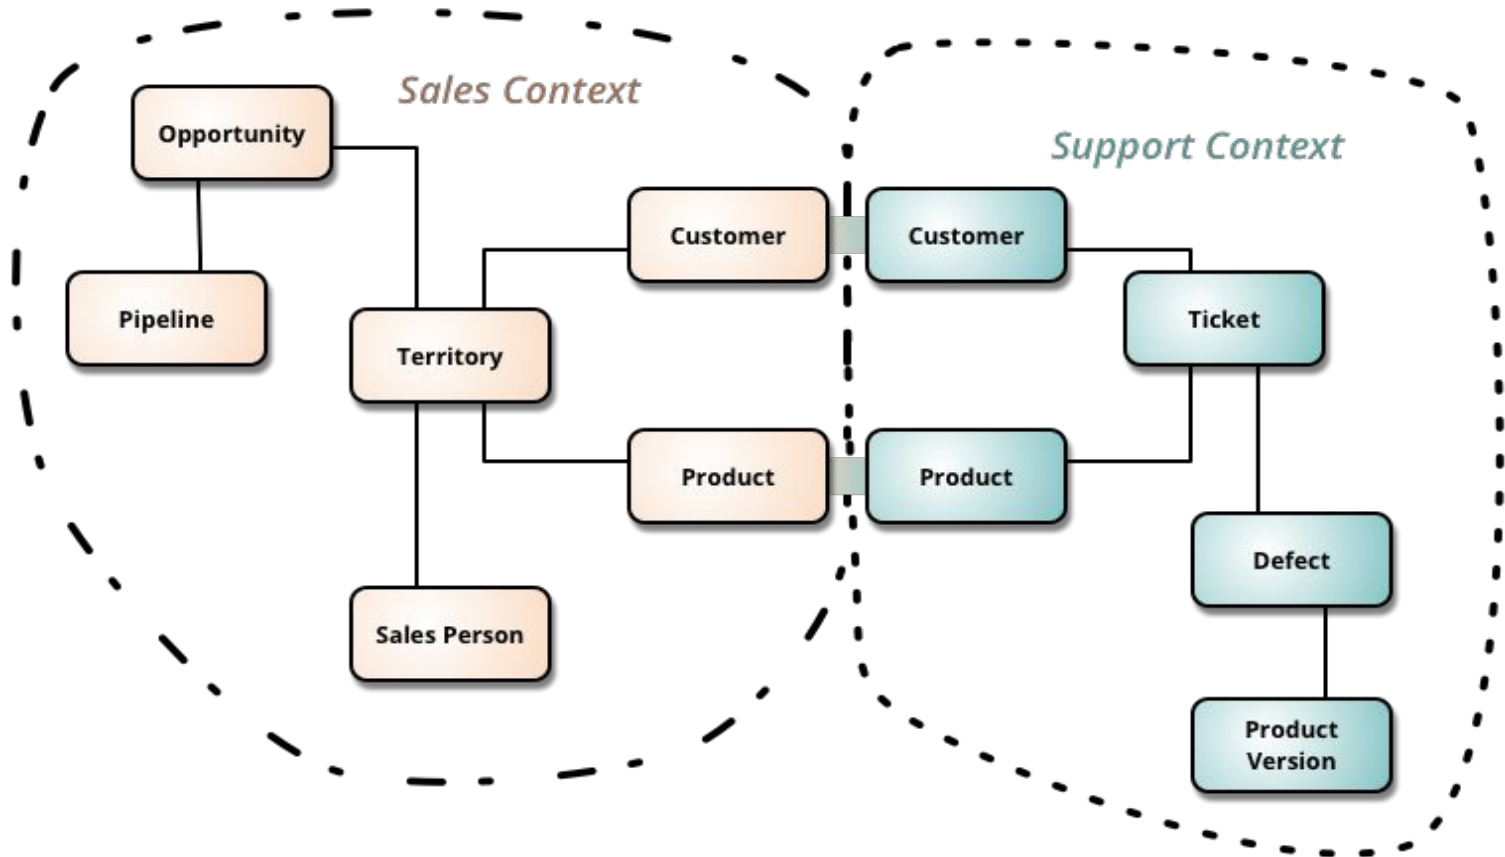 Sales Context
Opportunity
Support Context
Customer
Customer
Pipeline
Ticket
Territory
Product
Product
Defect
Sales Person
Product
Version